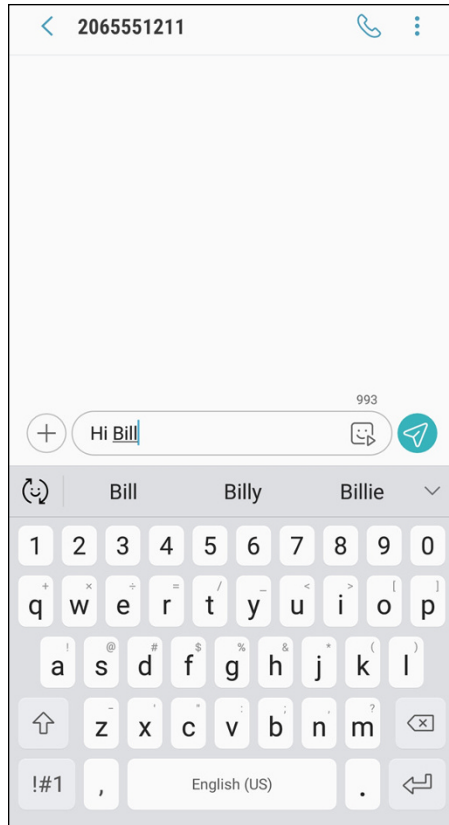 2065551211
993
Hi Bill
Bill Billy Billie
1 2 3 4 5 6 7 8 9 0
+ × ÷ = / _ < > [ ]
q w e r t y u i o p
! @ # $ % & * ( )
a s d f g h j k l
- ' " : ; , ?
z x c v b n m
!#1 , English (US) .